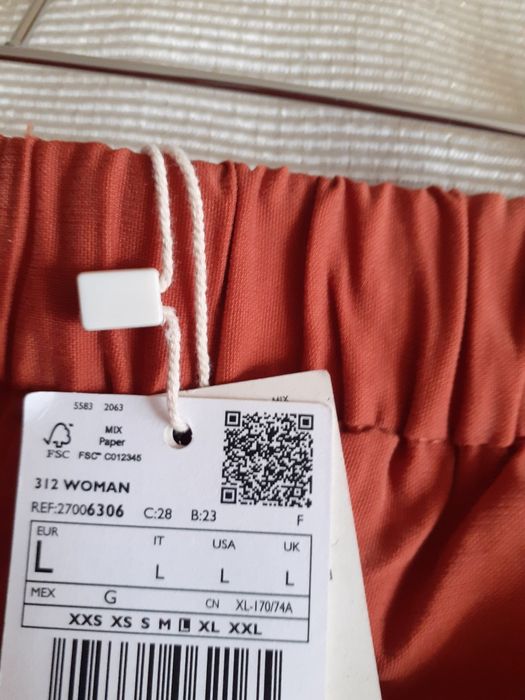 5583 2063
MIX
Paper
FSC FSC™ C012345
312 WOMAN
REF:27006306 C:28 B:23 F
EUR IT USA UK
L L L L
MEX G CN XL-170/74A
XXS XS S M L XL XXL